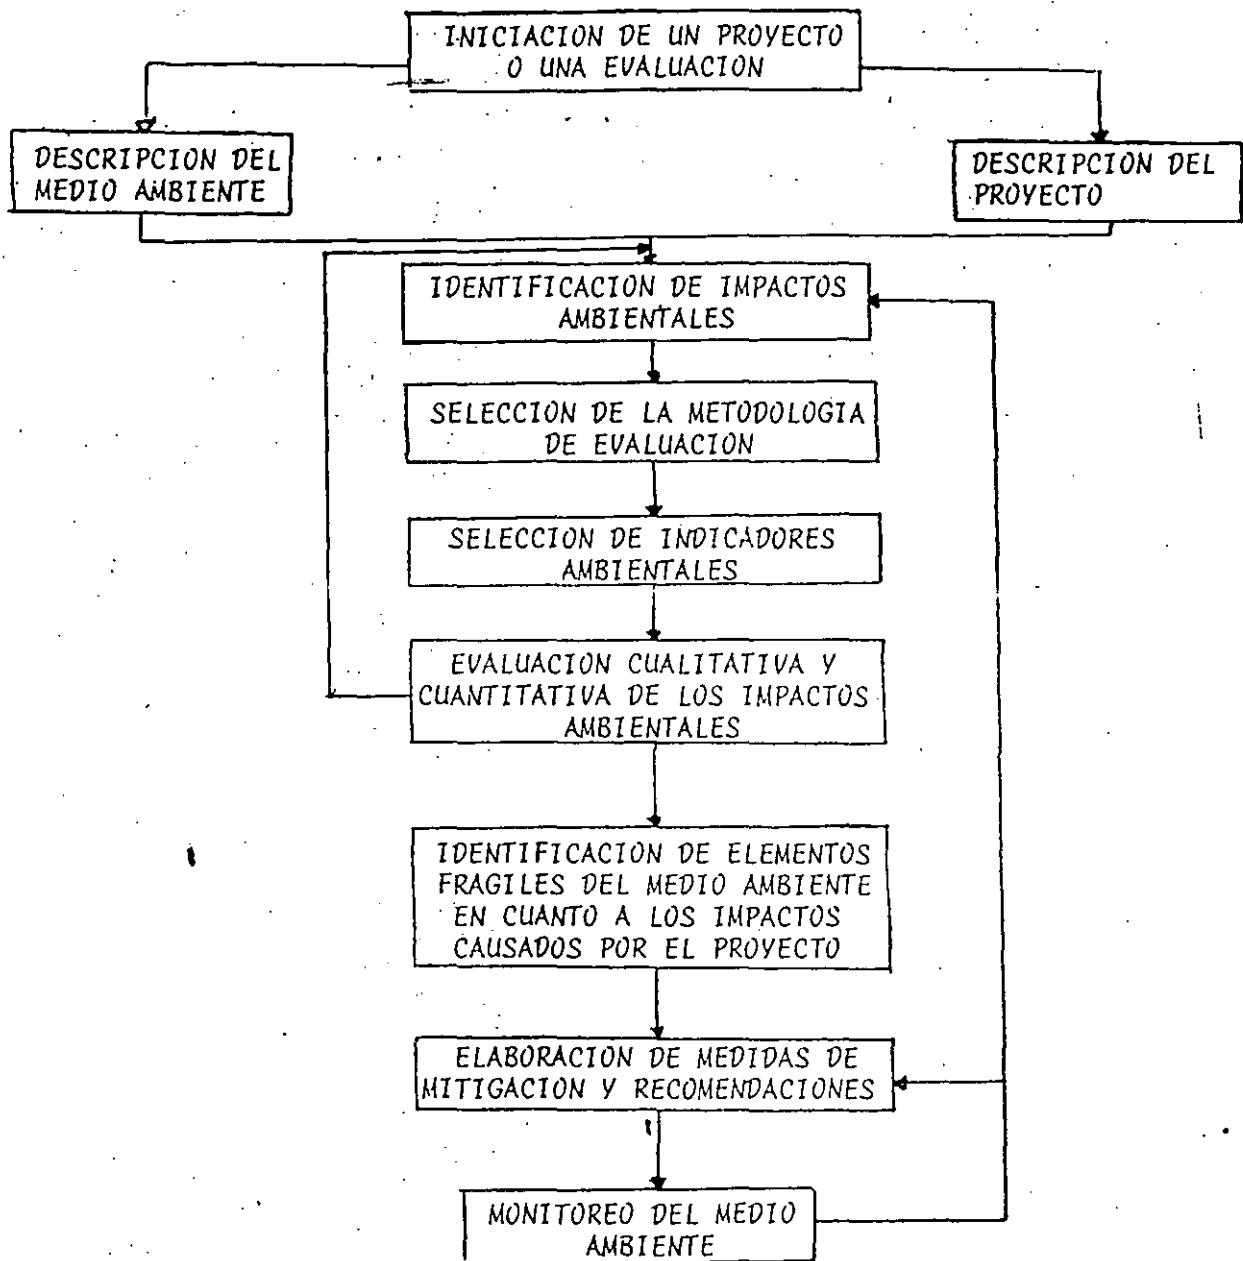 INICIACION DE UN PROYECTO
O UNA EVALUACION
DESCRIPCION DEL
MEDIO AMBIENTE
DESCRIPCION DEL
PROYECTO
IDENTIFICACION DE IMPACTOS
AMBIENTALES
SELECCION DE LA METODOLOGIA
DE EVALUACION
SELECCION DE INDICADORES
AMBIENTALES
EVALUACION CUALITATIVA Y
CUANTITATIVA DE LOS IMPACTOS
AMBIENTALES
IDENTIFICACION DE ELEMENTOS
FRAGILES DEL MEDIO AMBIENTE
EN CUANTO A LOS IMPACTOS
CAUSADOS POR EL PROYECTO
ELABORACION DE MEDIDAS DE
MITIGACION Y RECOMENDACIONES
MONITOREO DEL MEDIO
AMBIENTE